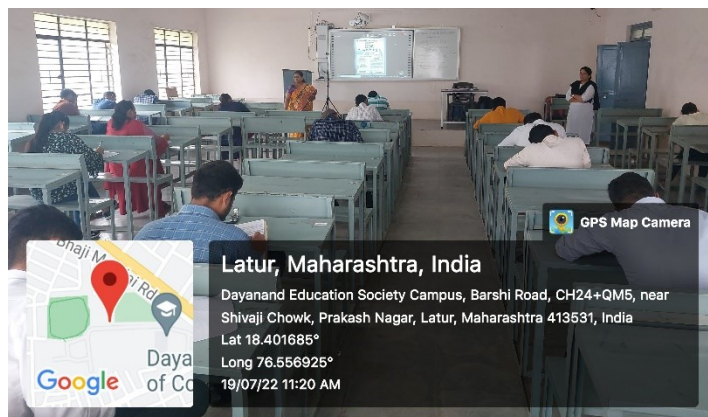 GPS Map Camera
Latur, Maharashtra, India
Dayanand Education Society Campus, Barshi Road, CH24+QM5, near
Shivaji Chowk, Prakash Nagar, Latur, Maharashtra 413531, India
Lat 18.401685°
Long 76.556925°
19/07/22 11:20 AM
Rd
Daya
of Co
Google